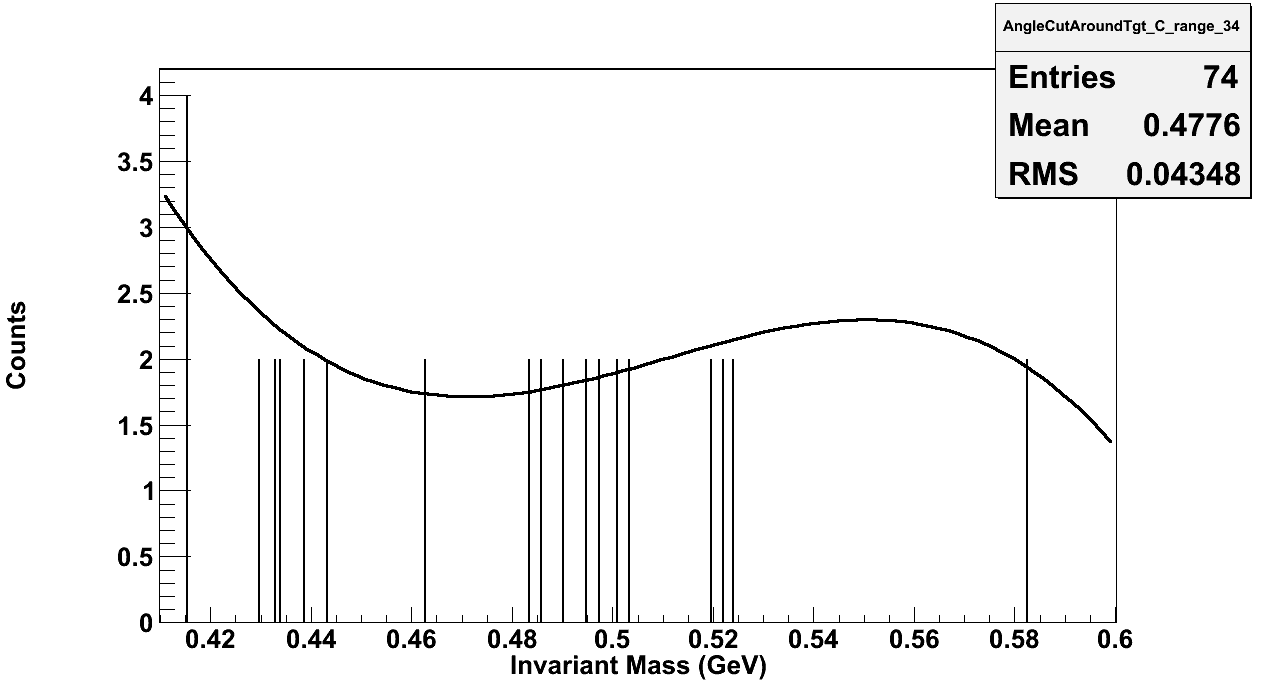 AngleCutAroundTgt_C_range_34
Entries 74
Mean 0.4776
RMS 0.04348
4
3.5
3
2.5
2
1.5
1
0.5
0
Counts
0.42 0.44 0.46 0.48 0.5 0.52 0.54 0.56 0.58 0.6
Invariant Mass (GeV)